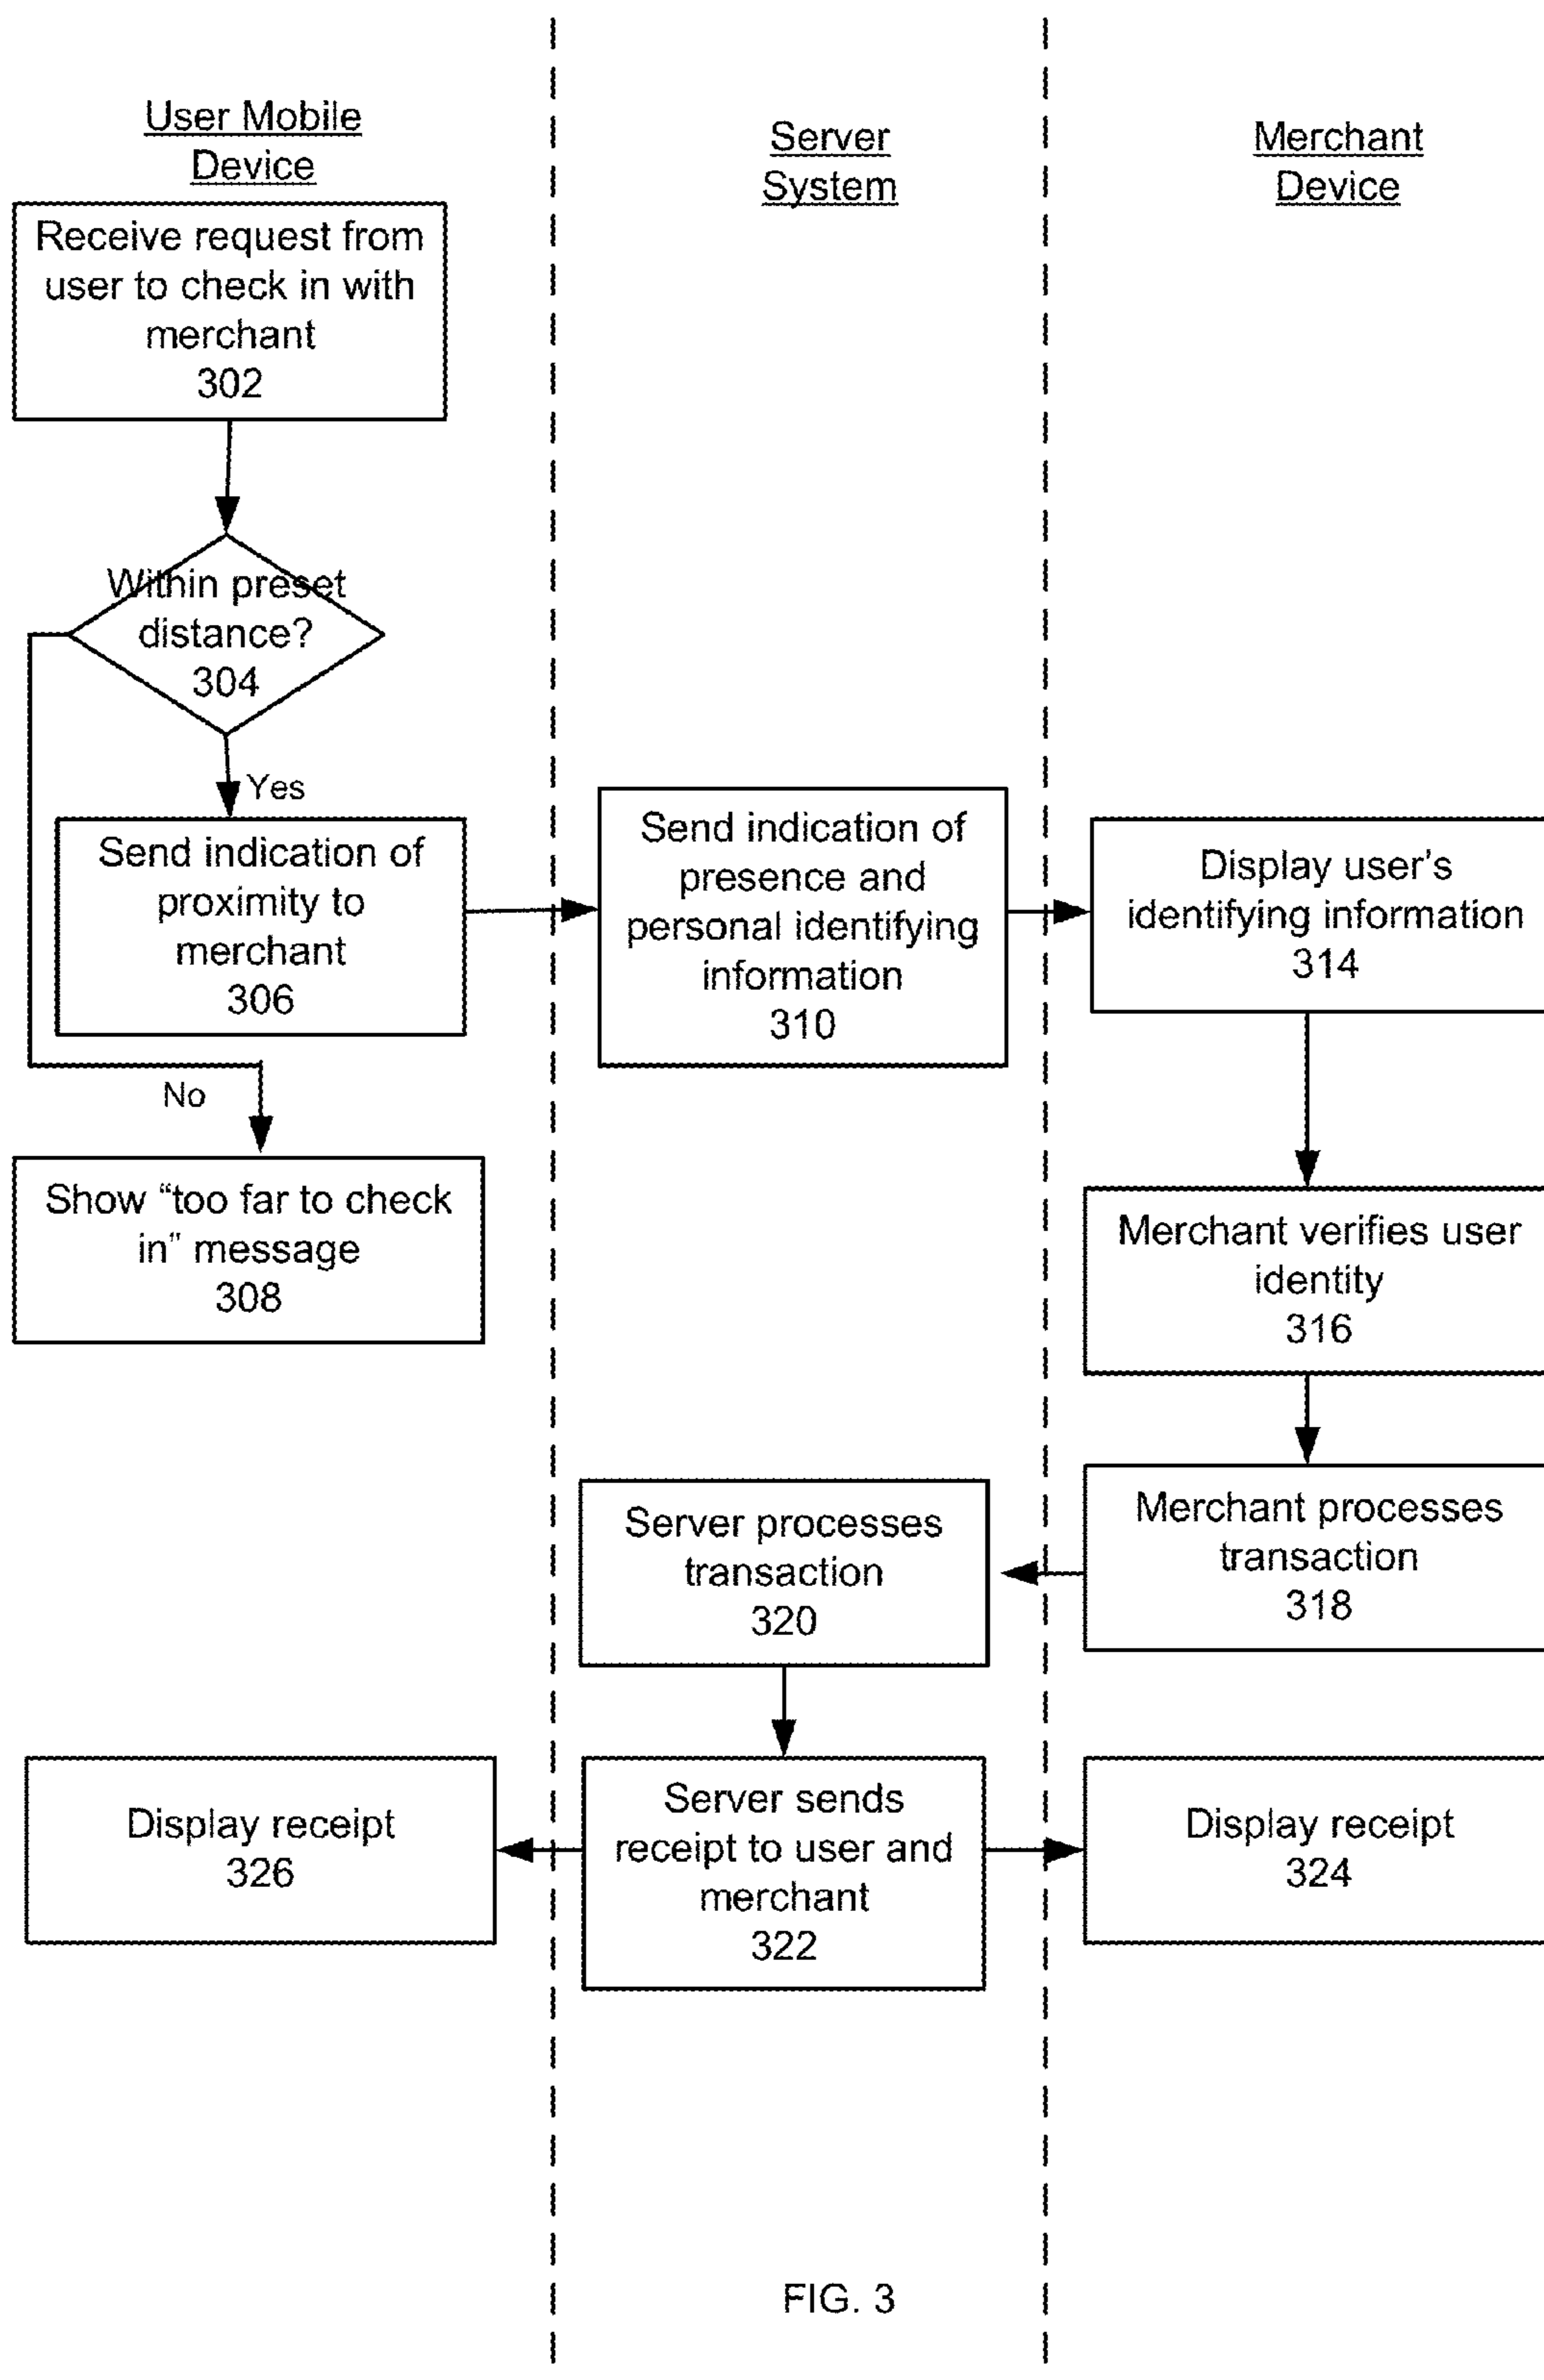 User Mobile
Device
Server
System
Merchant
Device
Receive request from
user to check in with
merchant
302
Within preset
distance?
304
Yes
Send indication of
proximity to
merchant
306
Send indication of
presence and
personal identifying
information
310
Display user's
identifying information
314
No
Show “too far to check
in” message
308
Merchant verifies user
identity
316
Merchant processes
transaction
318
Server processes
transaction
320
Server sends
receipt to user and
merchant
322
Display receipt
326
Display receipt
324
FIG. 3